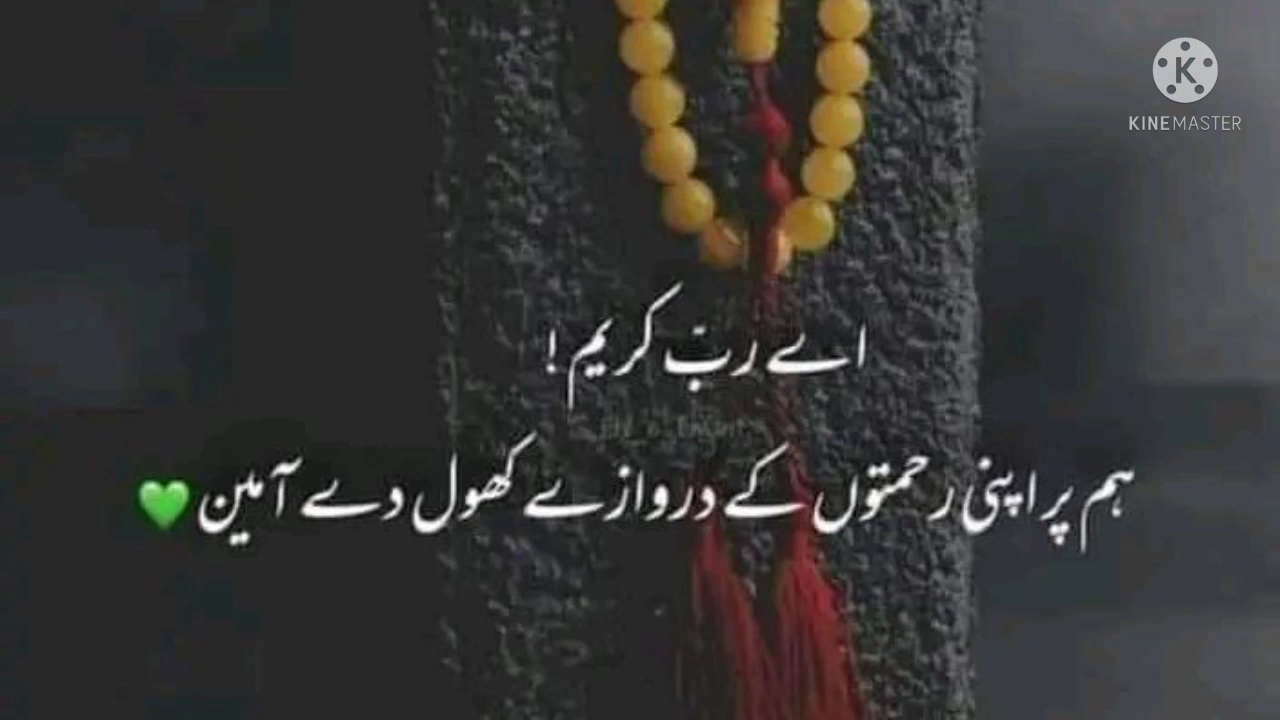 KINEMASTER
اے ربّ کریم!
ہم پر اپنی رحمتوں کے دروازے کھول دے آمین 💚